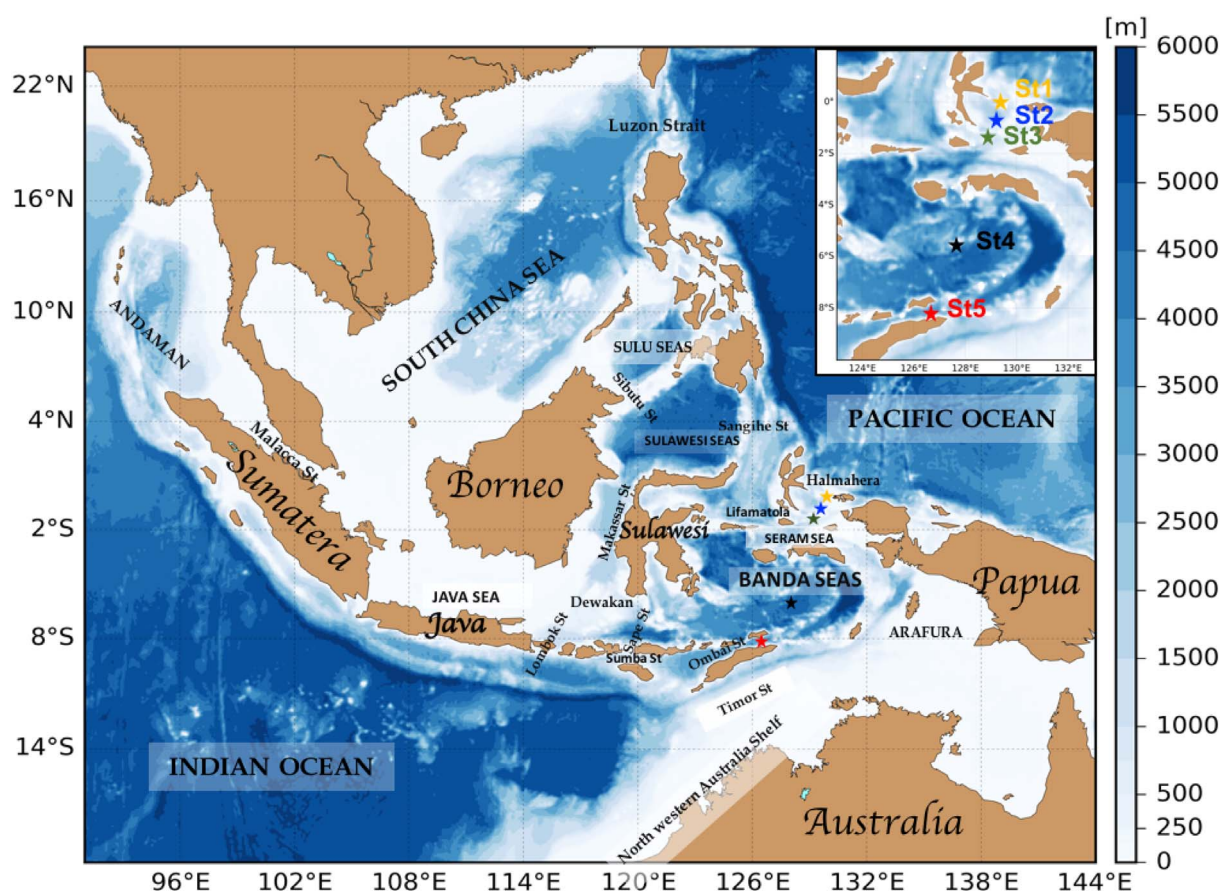 [m]
6000
5500
5000
4500
4000
3500
3000
2500
2000
1500
1000
500
250
0
22°N
16°N
10°N
4°N
2°S
8°S
14°S
96°E
102°E
108°E
114°E
120°E
126°E
132°E
138°E
144°E
Luzon Strait
SOUTH CHINA SEA
ANDAMAN
SULU SEAS
Sibutu St
SULAWESI SEAS
Sangihe St
PACIFIC OCEAN
Malacca St
Sumatera
Borneo
Makassar St
Sulawesi
Halmahera
Lifamatola
SERAM SEA
BANDA SEAS
Papua
JAVA SEA
Java
Dewakan
Lombok St
Sape St
Sumba St
Ombai St
ARAFURA
Timor St
North western Australia Shelf
INDIAN OCEAN
Australia
0°
2°S
4°S
6°S
8°S
124°E
126°E
128°E
130°E
132°E
St1
St2
St3
St4
St5